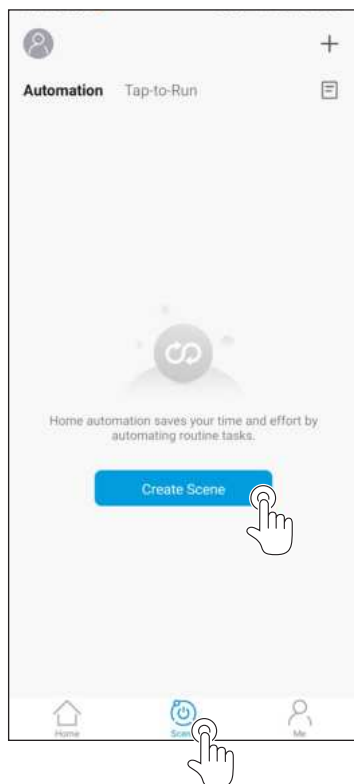 Automation Tap-to-Run
Home automation saves your time and effort by
automating routine tasks.
Create Scene
Home Me